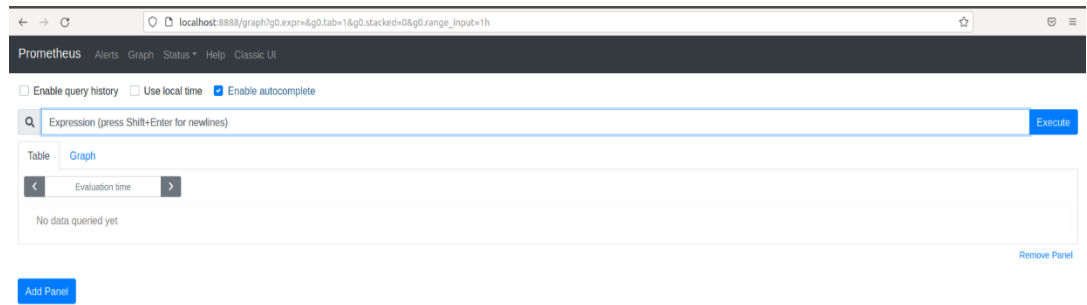 localhost:8888/graph?g0.expr=&g0.tab=1&g0.stacked=0&g0.range_input=1h
Prometheus Alerts Graph Status Help Classic UI
Enable query history Use local time Enable autocomplete
Expression (press Shift+Enter for newlines) Execute
Table Graph
Evaluation time
No data queried yet
Remove Panel
Add Panel